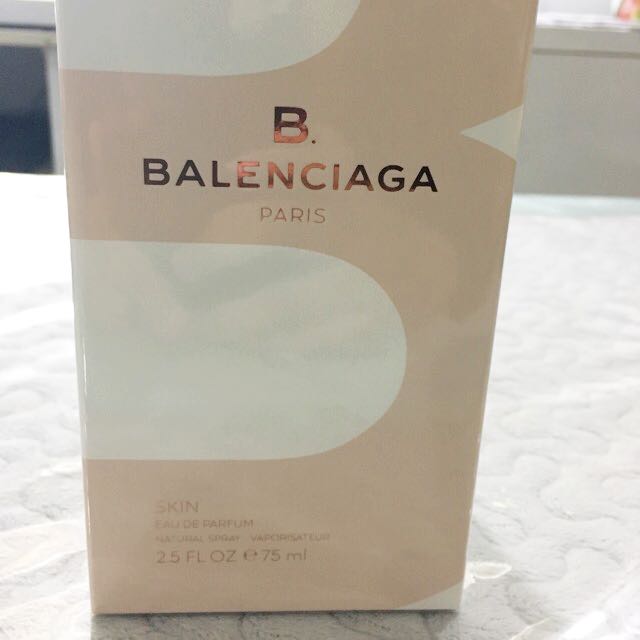 B.
BALENCIAGA
PARIS
SKIN
EAU DE PARFUM
NATURAL SPRAY VAPORISATEUR
2.5 FL OZ ℮ 75 ml